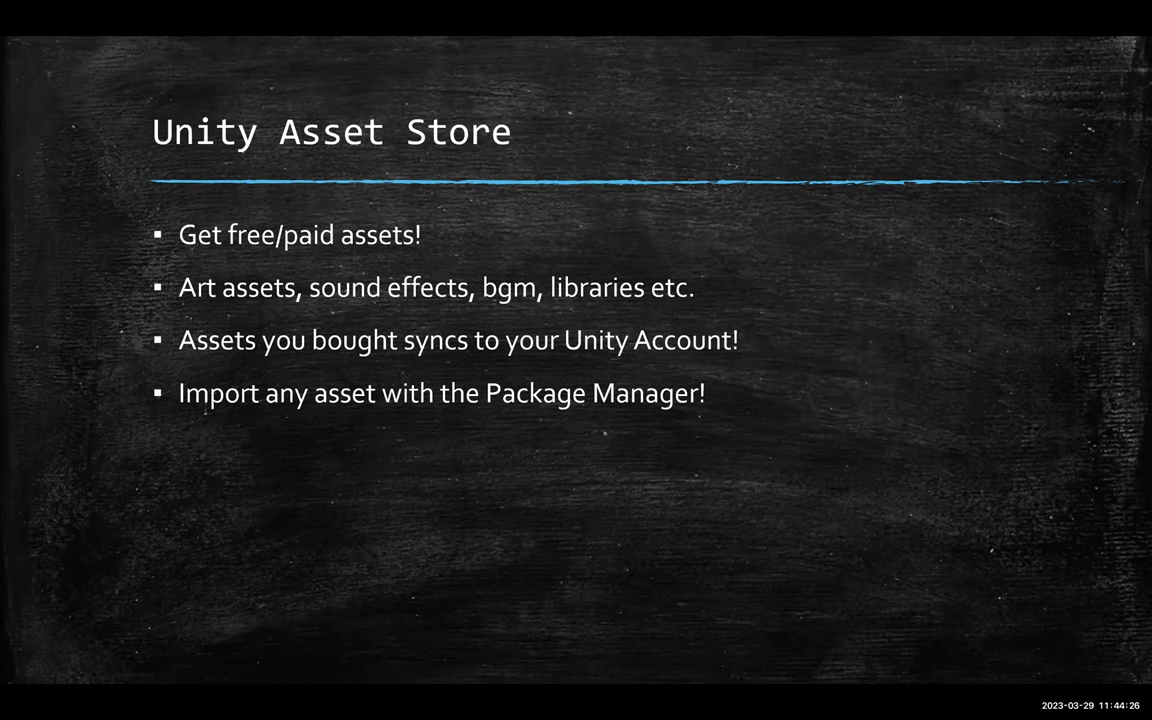 Unity Asset Store
▪ Get free/paid assets!
▪ Art assets, sound effects, bgm, libraries etc.
▪ Assets you bought syncs to your Unity Account!
▪ Import any asset with the Package Manager!
2023-03-29 11:44:26